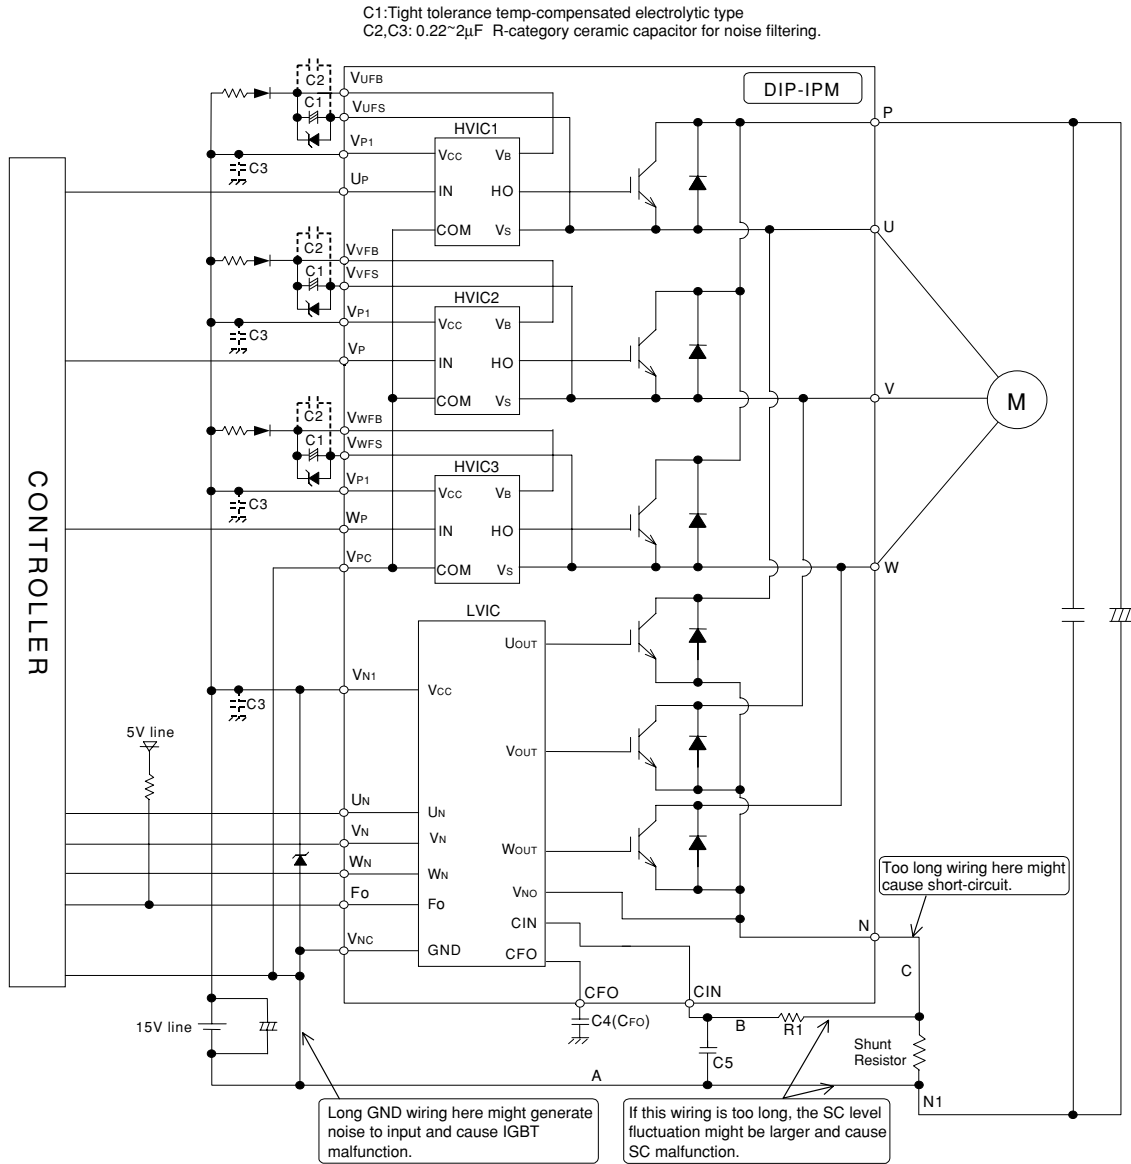 C1:Tight tolerance temp-compensated electrolytic type
C2,C3: 0.22~2μF R-category ceramic capacitor for noise filtering.
DIP-IPM
C2
VUFB
C1
VUFS
P
HVIC1
VP1
VCC
VB
C3
UP
IN
HO
COM
VS
U
C2
VVFB
C1
VVFS
HVIC2
VP1
VCC
VB
C3
VP
IN
HO
COM
VS
V
M
C2
VWFB
C1
VWFS
HVIC3
VP1
VCC
VB
C3
WP
IN
HO
VPC
COM
VS
W
CONTROLLER
LVIC
UOUT
VN1
VCC
C3
5V line
VOUT
UN
UN
VN
VN
WN
WN
WOUT
Fo
Fo
VNO
CIN
VNC
GND
CFO
Too long wiring here might
cause short-circuit.
N
C
CFO
CIN
C4(CFO)
B
R1
15V line
C5
Shunt
Resistor
A
N1
Long GND wiring here might generate
noise to input and cause IGBT
malfunction.
If this wiring is too long, the SC level
fluctuation might be larger and cause
SC malfunction.